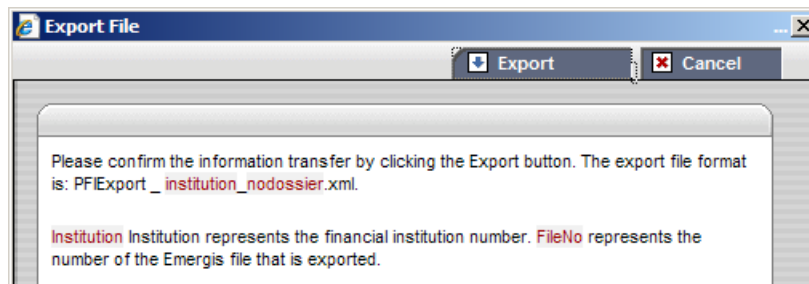 Export File
Export Cancel
Please confirm the information transfer by clicking the Export button. The export file format
is: PFIExport _ institution_nodossier.xml.
Institution Institution represents the financial institution number. FileNo represents the
number of the Emergis file that is exported.